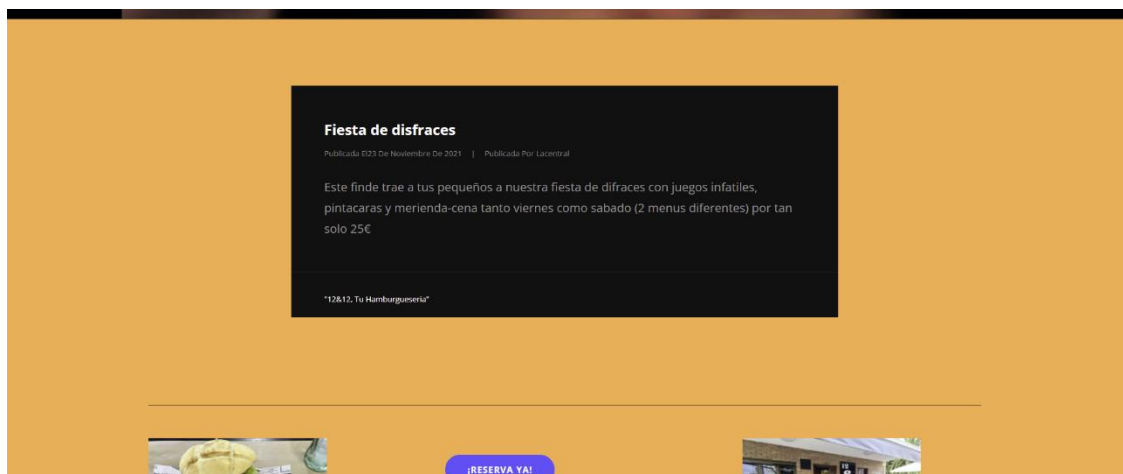 Fiesta de disfraces
Publicada El23 De Noviembre De 2021 | Publicada Por Lacentral
Este finde trae a tus pequeños a nuestra fiesta de difraces con juegos infatiles,
pintacaras y merienda-cena tanto viernes como sabado (2 menus diferentes) por tan
solo 25€
"12&12, Tu Hamburgueseria"
¡RESERVA YA!